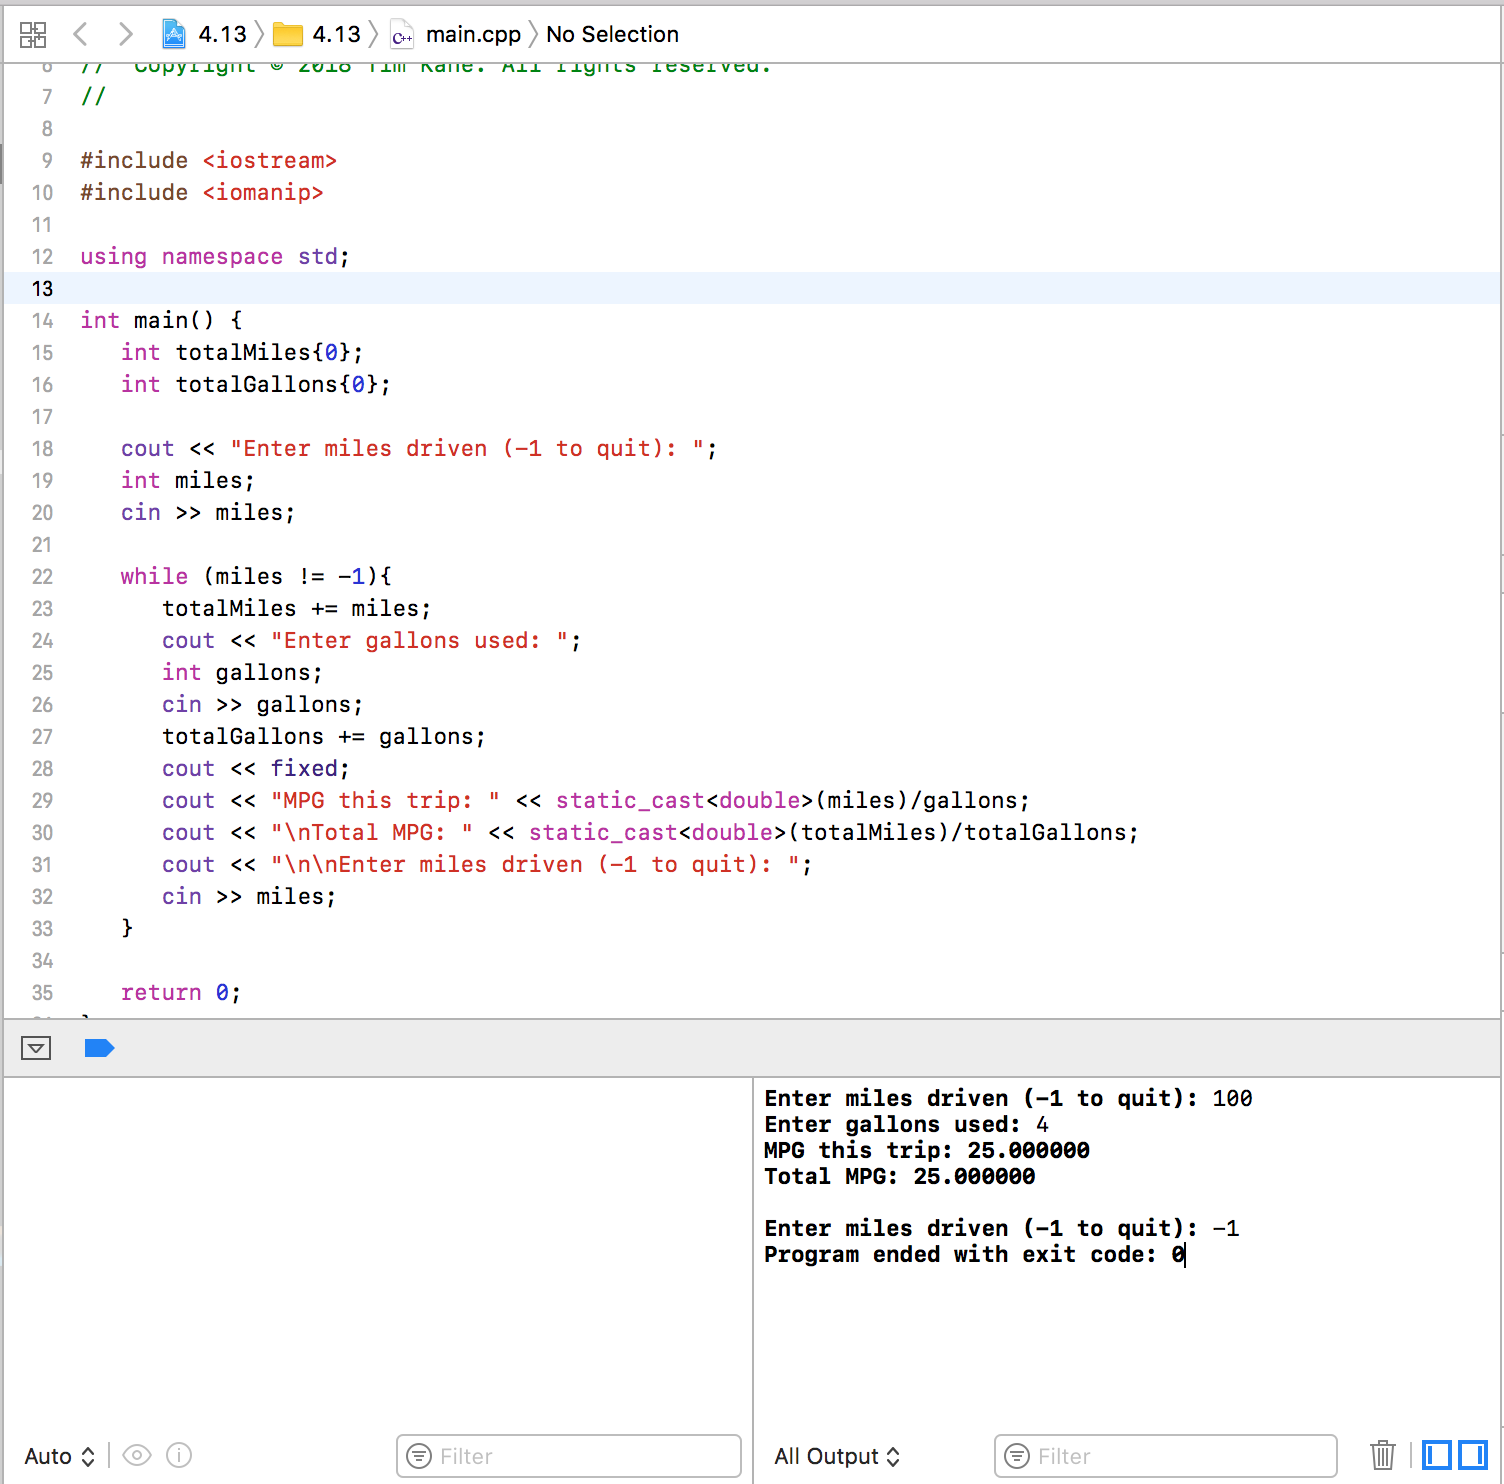 4.13 4.13 main.cpp No Selection
6 //  Copyright © 2018 Tim Kane. All rights reserved.
7 //
8
9 #include <iostream>
10 #include <iomanip>
11
12 using namespace std;
13
14 int main() {
15    int totalMiles{0};
16    int totalGallons{0};
17
18    cout << "Enter miles driven (-1 to quit): ";
19    int miles;
20    cin >> miles;
21
22    while (miles != -1){
23       totalMiles += miles;
24       cout << "Enter gallons used: ";
25       int gallons;
26       cin >> gallons;
27       totalGallons += gallons;
28       cout << fixed;
29       cout << "MPG this trip: " << static_cast<double>(miles)/gallons;
30       cout << "\nTotal MPG: " << static_cast<double>(totalMiles)/totalGallons;
31       cout << "\n\nEnter miles driven (-1 to quit): ";
32       cin >> miles;
33    }
34
35    return 0;
Enter miles driven (-1 to quit): 100
Enter gallons used: 4
MPG this trip: 25.000000
Total MPG: 25.000000
Enter miles driven (-1 to quit): -1
Program ended with exit code: 0
Auto Filter All Output Filter